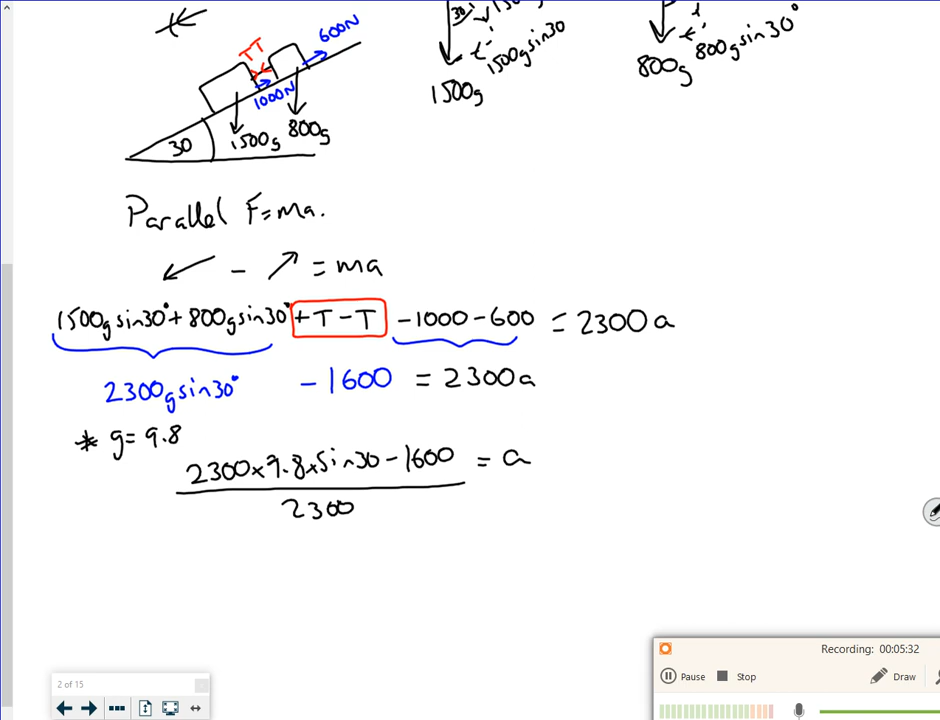 600N
TT
1000N
30
1500g
800g
30
1500gsin30
1500g
800gsin30°
800g
Parallel F=ma.
- = ma
1500gsin30° + 800gsin30° + T - T - 1000 - 600 = 2300a
2300gsin30° - 1600 = 2300a
* g = 9.8
2300×9.8×sin30 - 1600 = a
2300
2 of 15
Recording: 00:05:32
Pause Stop Draw